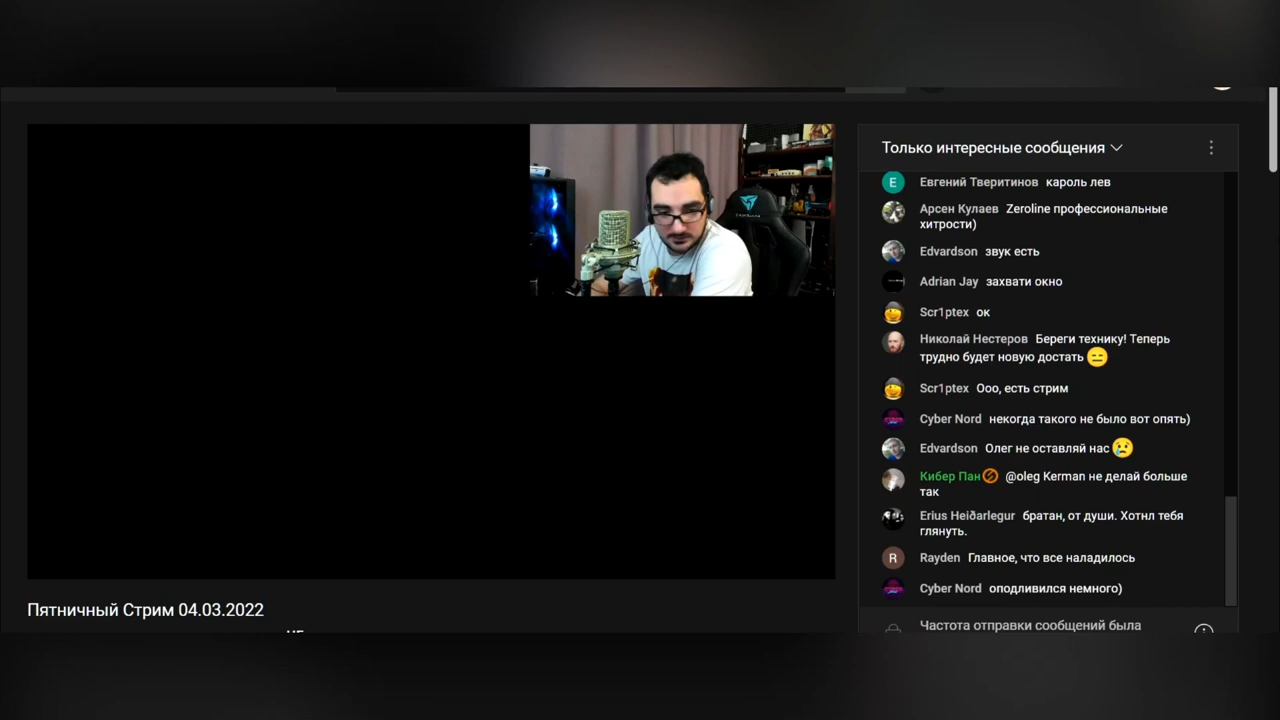 Только интересные сообщения
Евгений Тверитинов кароль лев
Арсен Кулаев Zeroline профессиональные
хитрости)
Edvardson звук есть
Adrian Jay захвати окно
Scr1ptex ок
Николай Нестеров Береги технику! Теперь
трудно будет новую достать
Scr1ptex Ооо, есть стрим
Cyber Nord некогда такого не было вот опять)
Edvardson Олег не оставляй нас
Кибер Пан @oleg Kerman не делай больше
так
Erius Heiðarlegur братан, от души. Хотнл тебя
глянуть.
R Rayden Главное, что все наладилось
Cyber Nord оподливился немного)
Частота отправки сообщений была
Пятничный Стрим 04.03.2022